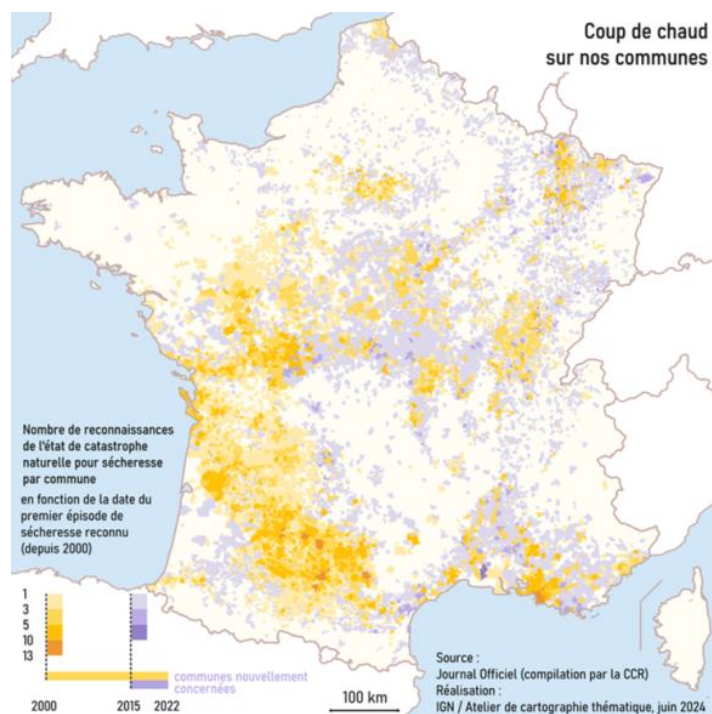 Coup de chaud
sur nos communes
Nombre de reconnaissances
de l'état de catastrophe
naturelle pour sécheresse
par commune
en fonction de la date du
premier épisode de
sécheresse reconnu
(depuis 2000)
1
3
5
10
13
communes nouvellement
concernées
2000
2015
2022
100 km
Source :
Journal Officiel (compilation par la CCR)
Réalisation :
IGN / Atelier de cartographie thématique, juin 2024